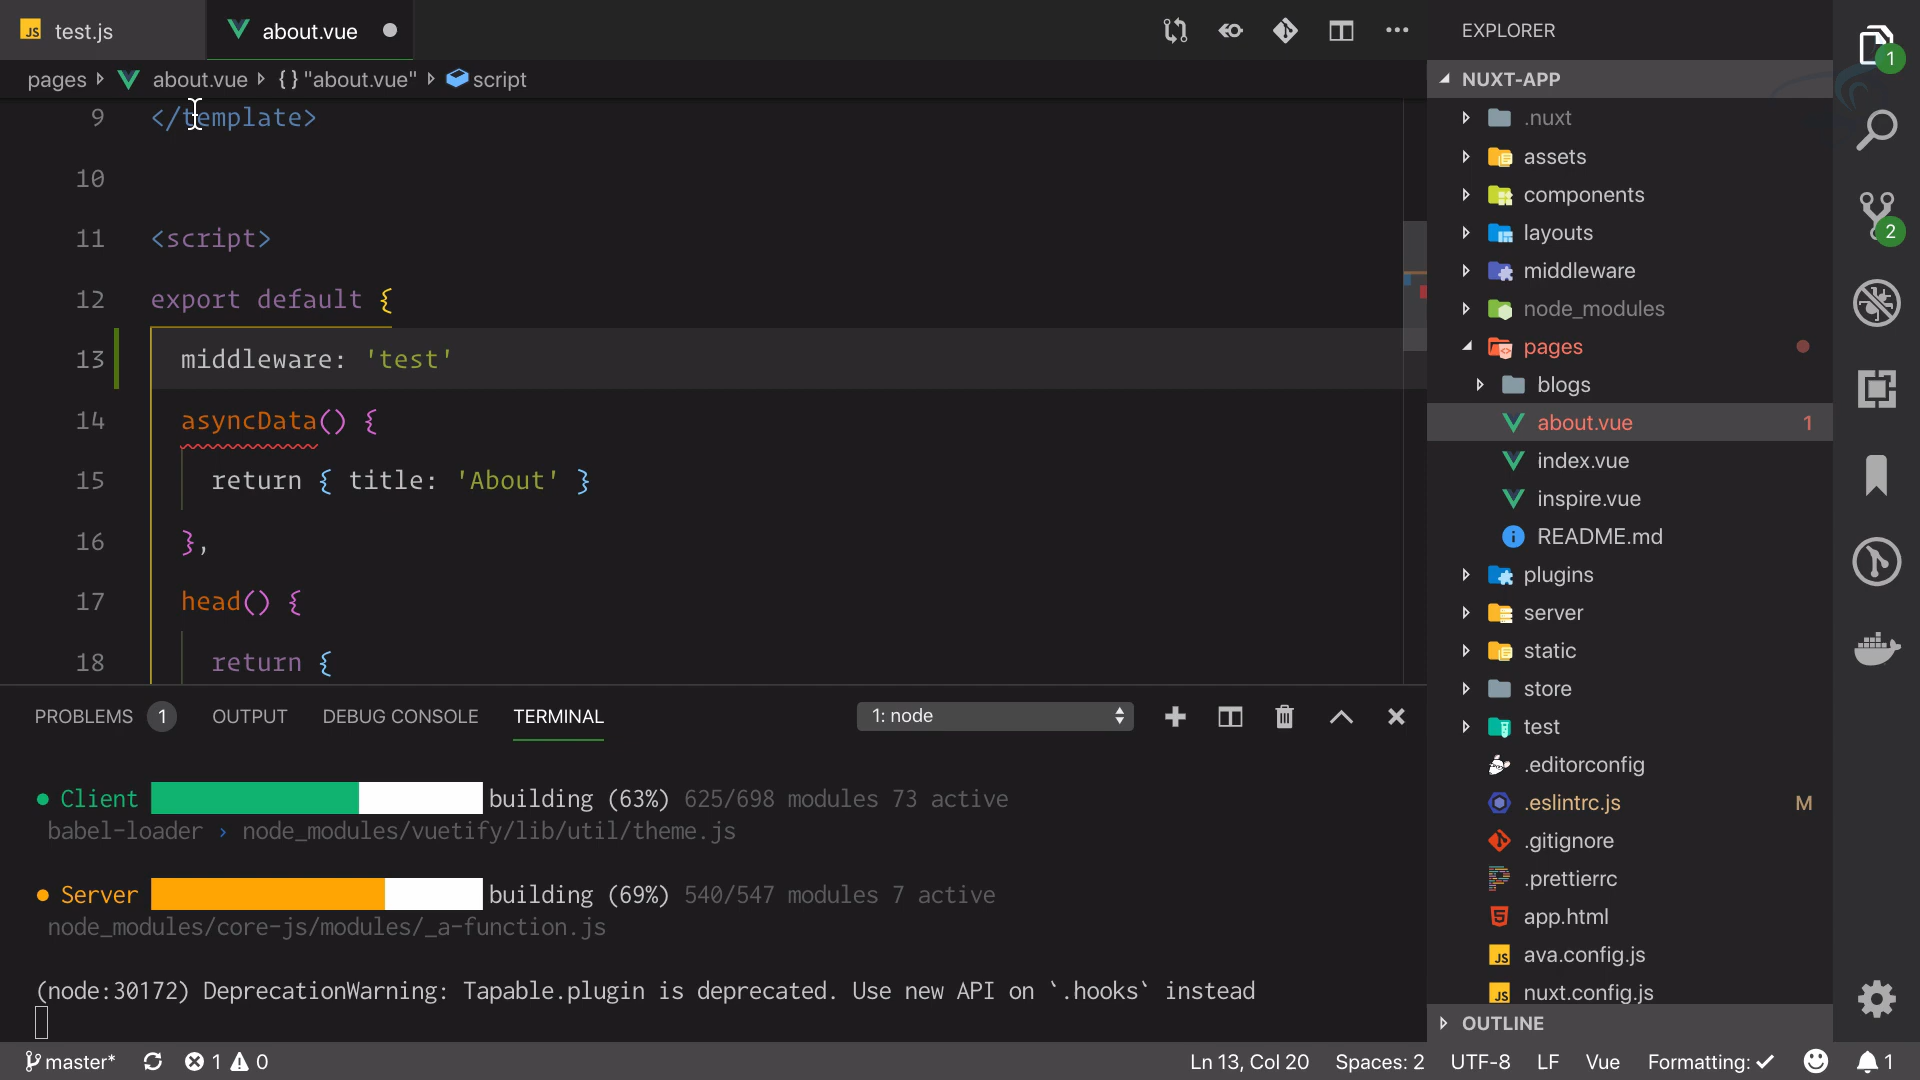 test.js
about.vue
EXPLORER
pages about.vue {} "about.vue" script
NUXT-APP
9 </template>
10
11 <script>
12 export default {
13 middleware: 'test'
14 asyncData() {
15 return { title: 'About' }
16 },
17 head() {
18 return {
.nuxt
assets
components
layouts
middleware
node_modules
pages
blogs
about.vue 1
index.vue
inspire.vue
README.md
plugins
server
static
store
test
.editorconfig
.eslintrc.js M
.gitignore
.prettierrc
app.html
ava.config.js
nuxt.config.js
OUTLINE
1
2
PROBLEMS 1 OUTPUT DEBUG CONSOLE TERMINAL 1: node
● Client building (63%) 625/698 modules 73 active
babel-loader › node_modules/vuetify/lib/util/theme.js
● Server building (69%) 540/547 modules 7 active
node_modules/core-js/modules/_a-function.js
(node:30172) DeprecationWarning: Tapable.plugin is deprecated. Use new API on `.hooks` instead
master* 1 0 Ln 13, Col 20 Spaces: 2 UTF-8 LF Vue Formatting: ✓ 1